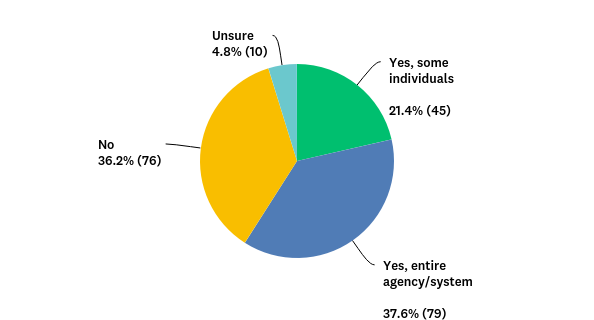 Unsure
4.8% (10)
Yes, some
individuals
21.4% (45)
No
36.2% (76)
Yes, entire
agency/system
37.6% (79)